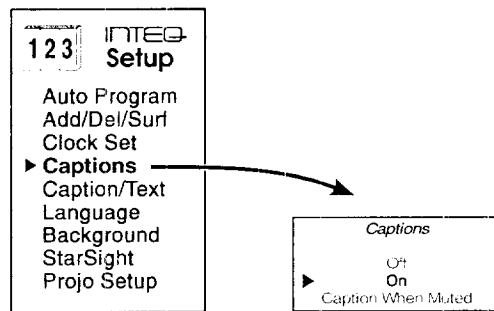 123
INTEQ
Setup
Auto Program
Add/Del/Surf
Clock Set
Captions
Caption/Text
Language
Background
StarSight
Projo Setup
Captions
Off
On
Caption When Muted